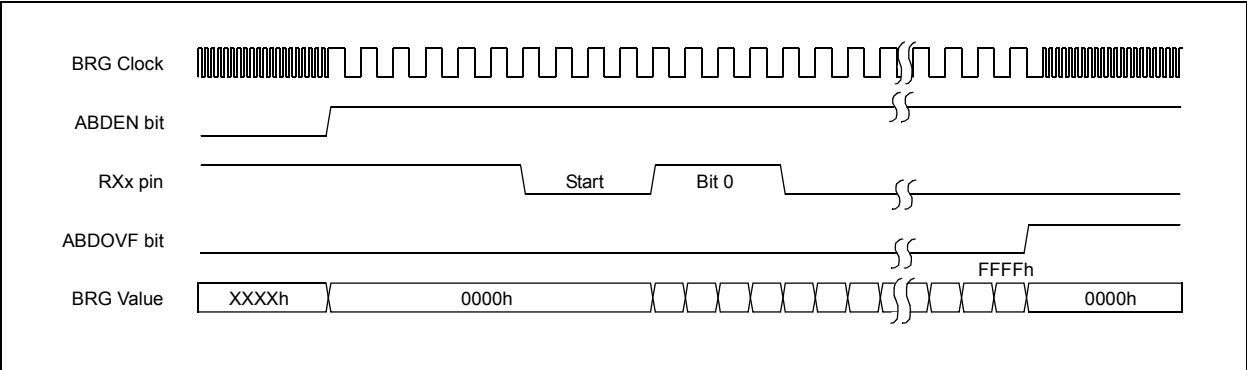 BRG Clock
ABDEN bit
RXx pin
Start
Bit 0
ABDOVF bit
FFFFh
BRG Value
XXXXh
0000h
0000h